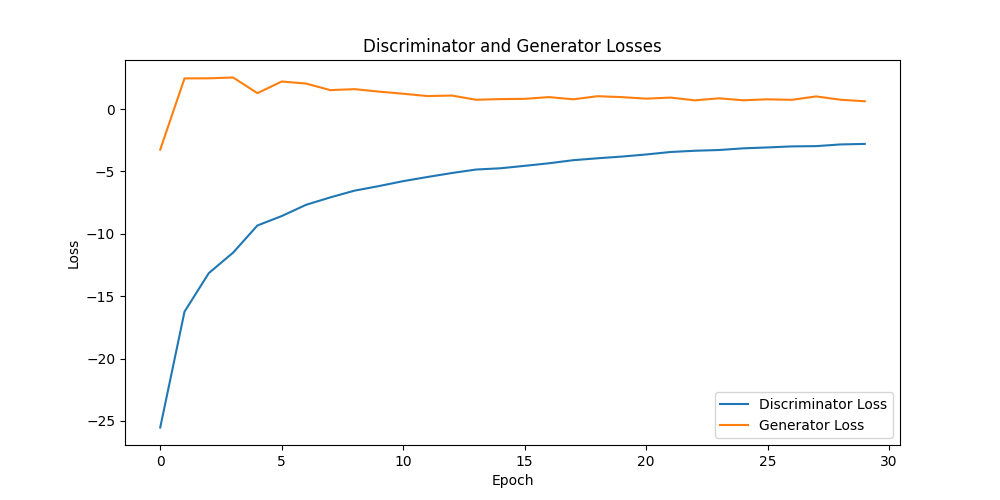 Discriminator and Generator Losses
Loss
0
−5
−10
−15
−20
−25
Discriminator Loss
Generator Loss
0 5 10 15 20 25 30
Epoch